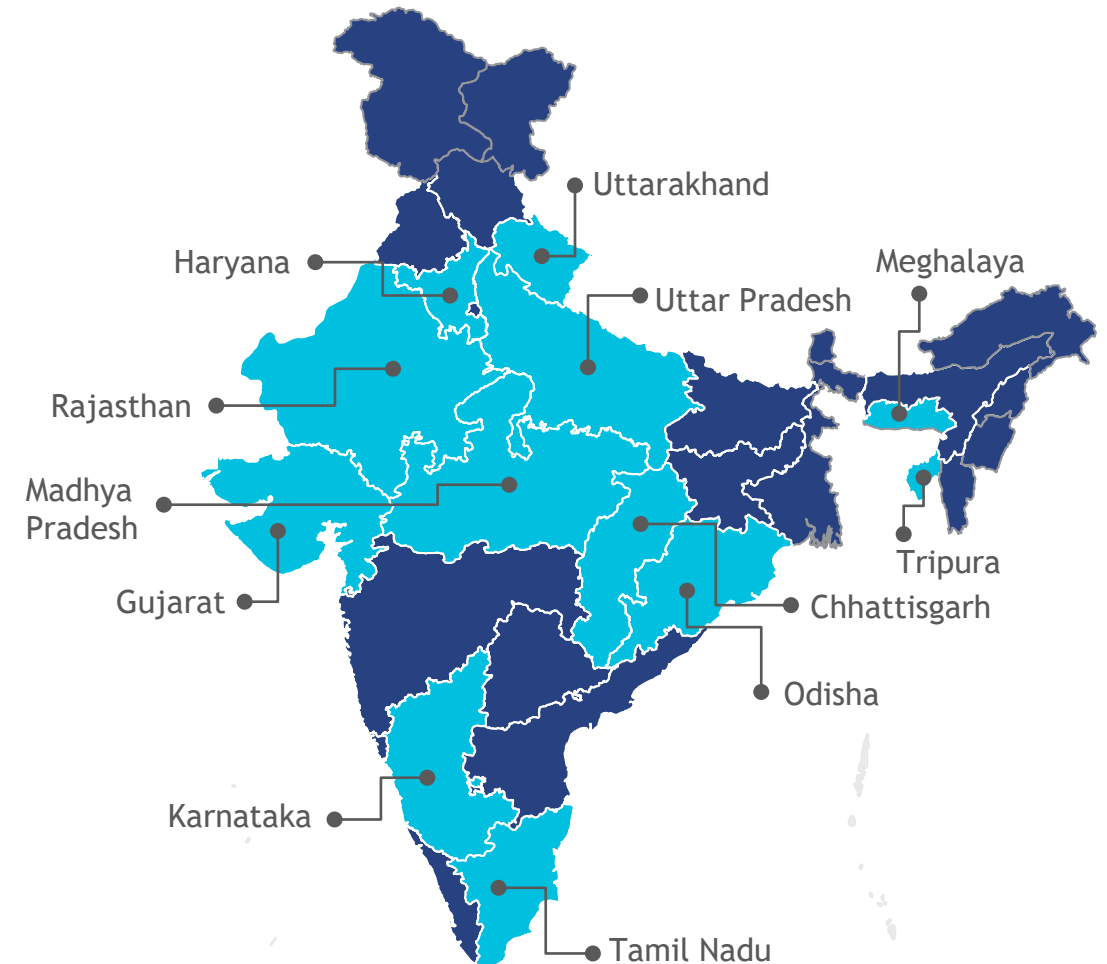 Uttarakhand
Haryana
Meghalaya
Uttar Pradesh
Rajasthan
Madhya
Pradesh
Tripura
Gujarat
Chhattisgarh
Odisha
Karnataka
Tamil Nadu